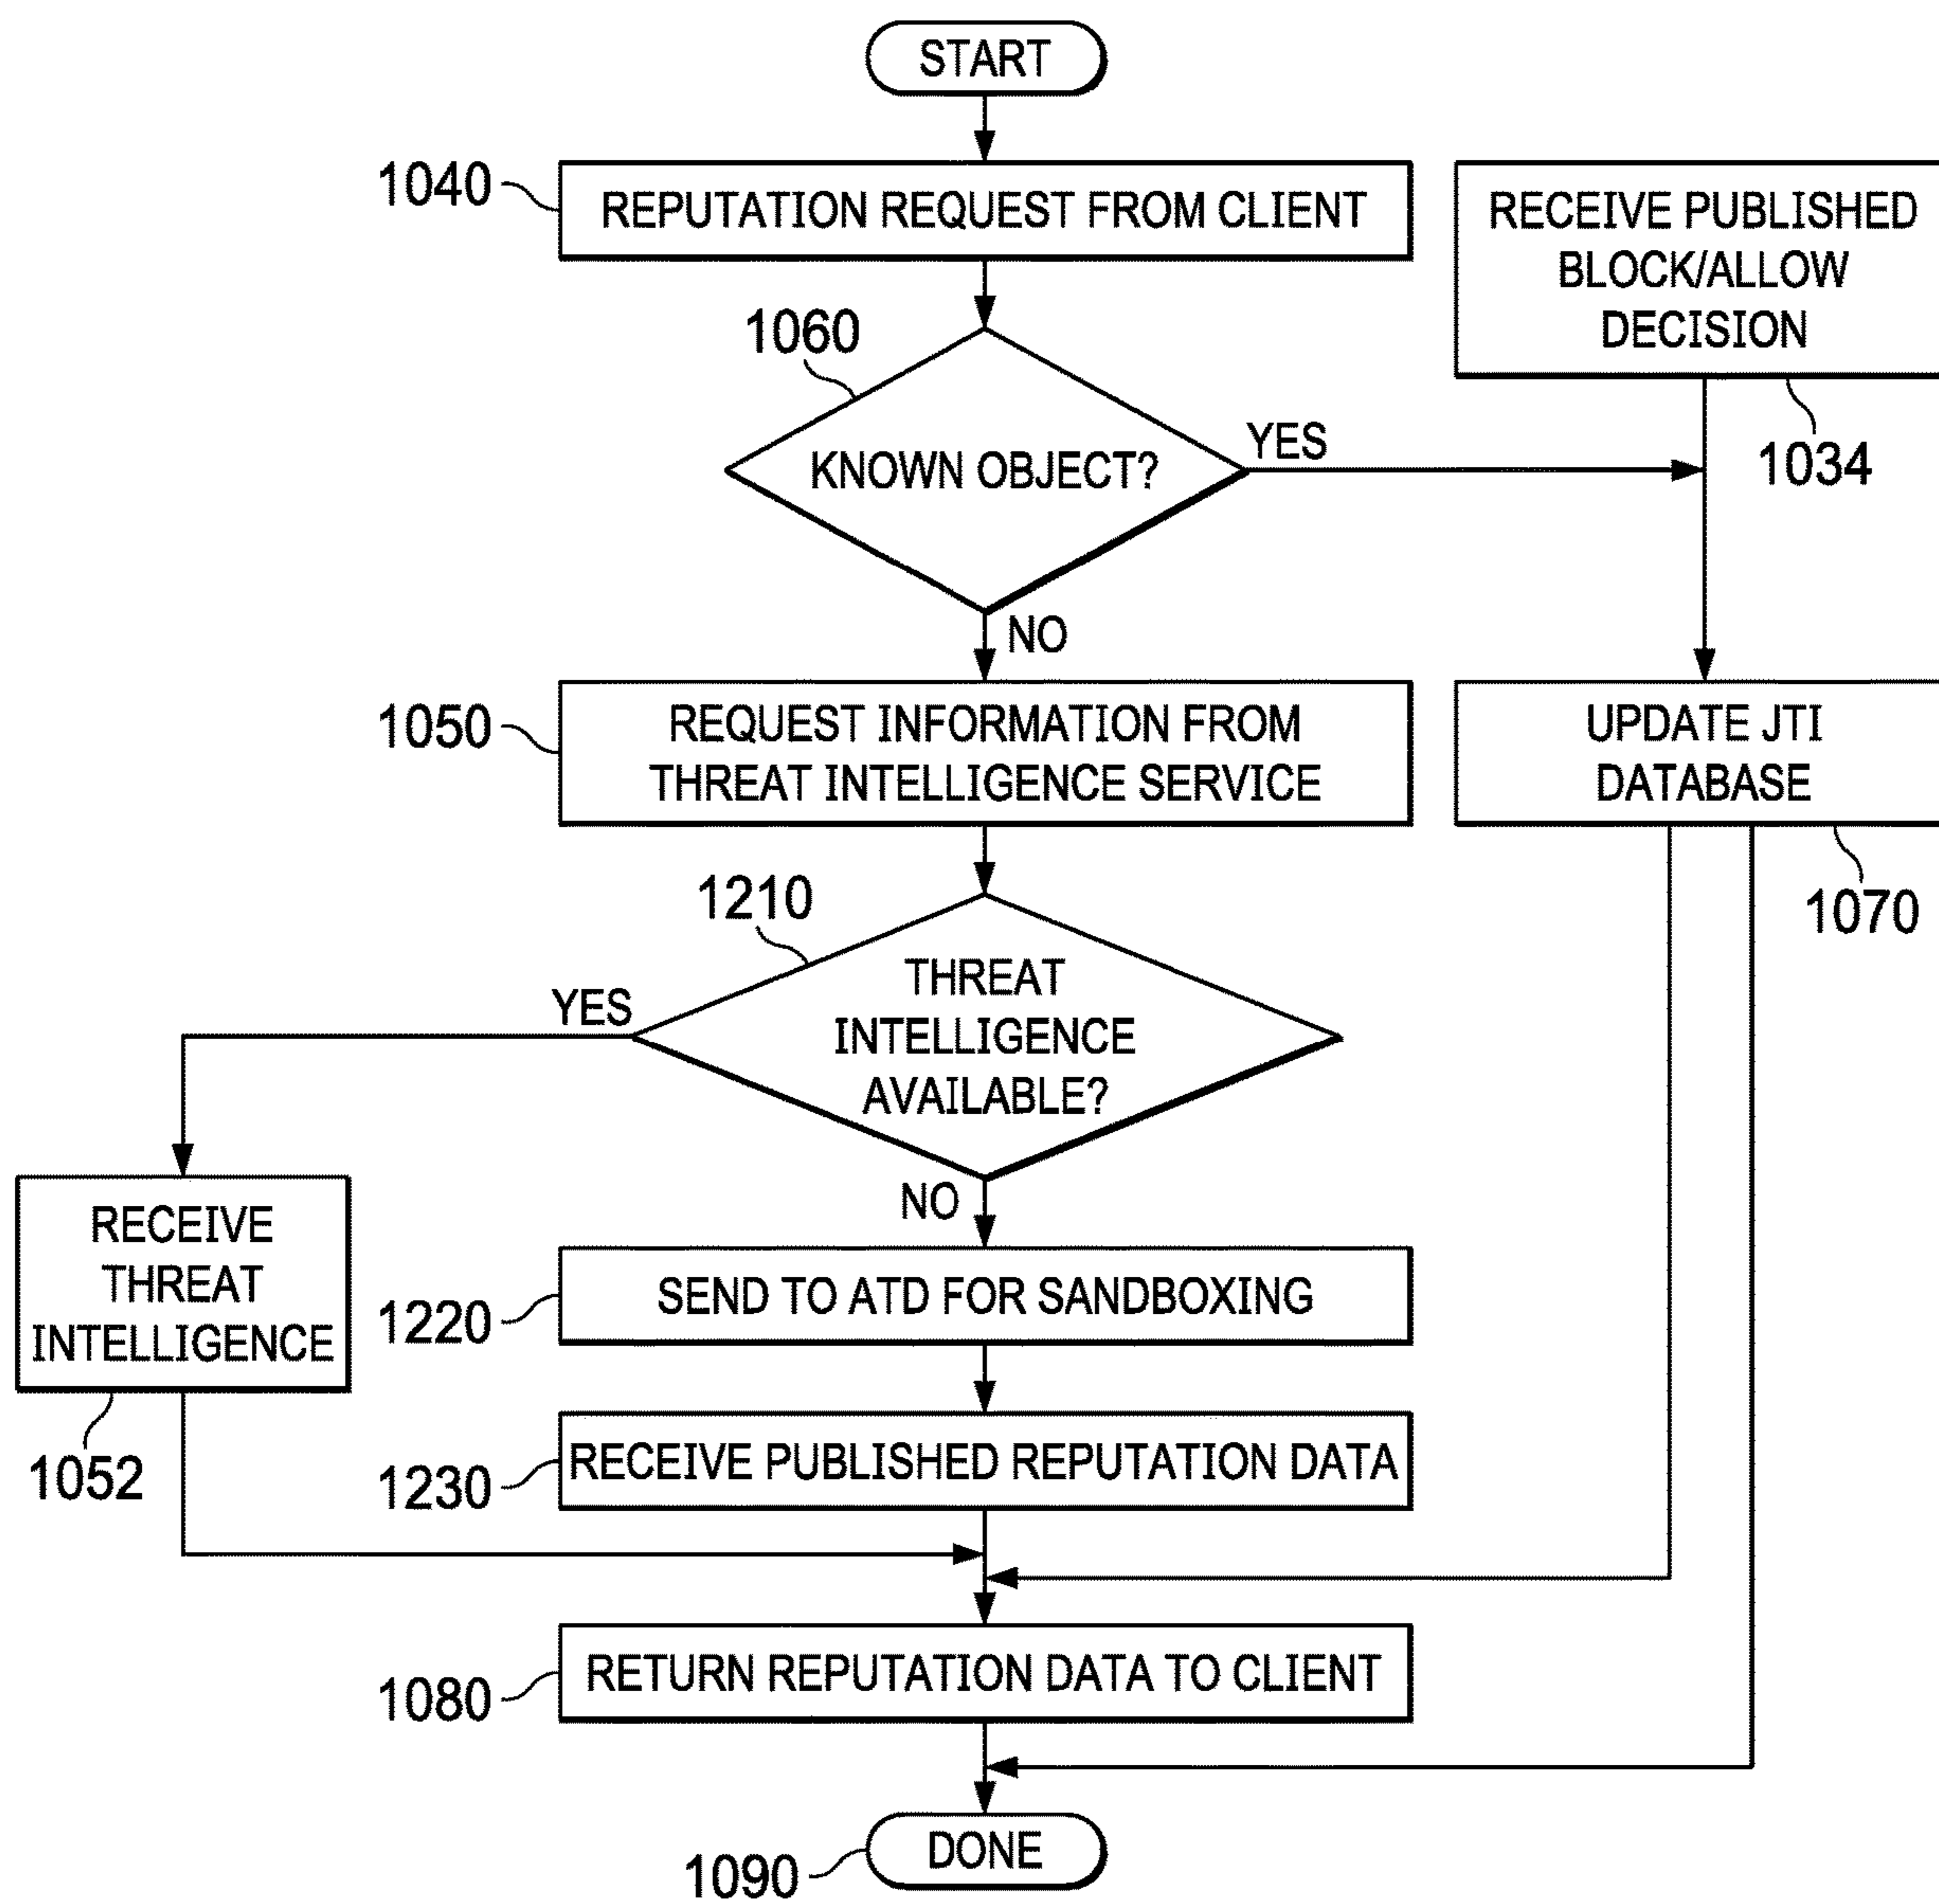 START
1040
REPUTATION REQUEST FROM CLIENT
RECEIVE PUBLISHED
BLOCK/ALLOW
DECISION
1034
1060
KNOWN OBJECT?
YES
NO
1050
REQUEST INFORMATION FROM
THREAT INTELLIGENCE SERVICE
UPDATE JTI
DATABASE
1070
1210
THREAT
INTELLIGENCE
AVAILABLE?
YES
NO
RECEIVE
THREAT
INTELLIGENCE
1052
1220
SEND TO ATD FOR SANDBOXING
1230
RECEIVE PUBLISHED REPUTATION DATA
1080
RETURN REPUTATION DATA TO CLIENT
DONE
1090